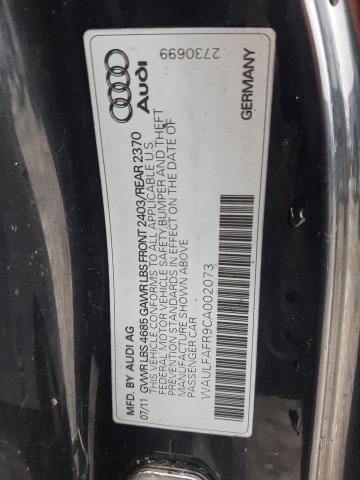 Audi
2730699
GERMANY
MFD. BY AUDI AG
07/11 GVWR LBS 4685 GAWR LBS FRONT 2403/REAR 2370
THIS VEHICLE CONFORMS TO ALL APPLICABLE U.S.
FEDERAL MOTOR VEHICLE SAFETY BUMPER AND THEFT
PREVENTION STANDARDS IN EFFECT ON THE DATE OF
MANUFACTURE SHOWN ABOVE
PASSENGER CAR
WAULFAFR9CA002073